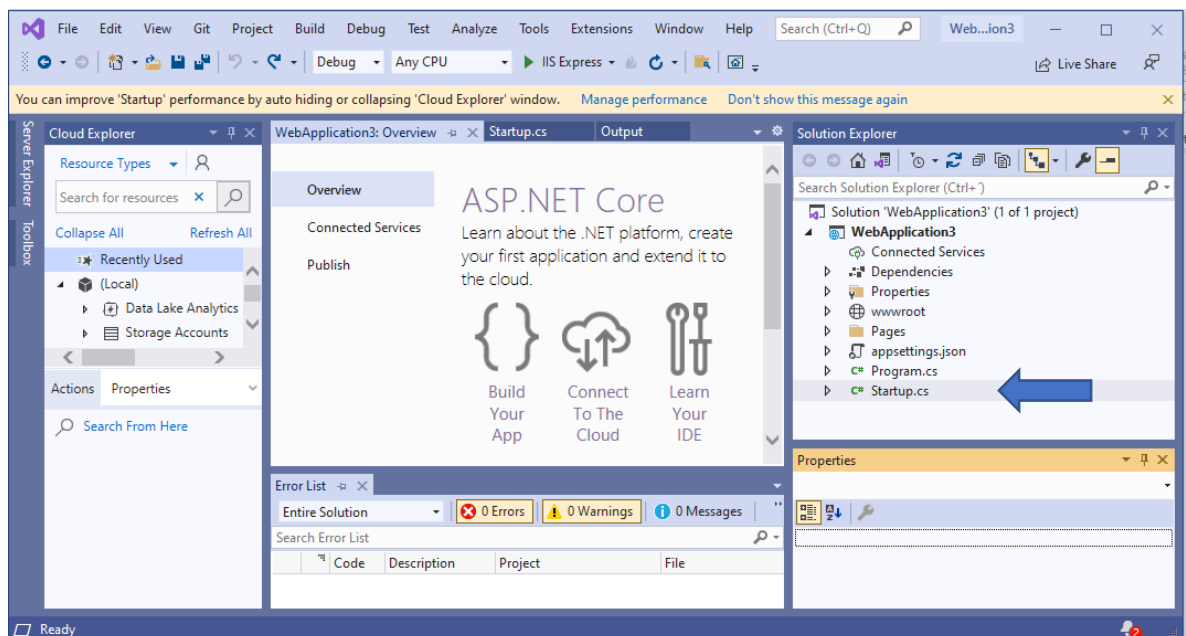 File Edit View Git Project Build Debug Test Analyze Tools Extensions Window Help Search (Ctrl+Q) Web...ion3
Debug Any CPU IIS Express Live Share
You can improve 'Startup' performance by auto hiding or collapsing 'Cloud Explorer' window. Manage performance Don't show this message again
Server Explorer
Toolbox
Cloud Explorer
Resource Types
Search for resources
Collapse All Refresh All
Recently Used
(Local)
Data Lake Analytics
Storage Accounts
Actions Properties
Search From Here
WebApplication3: Overview Startup.cs Output
Overview
Connected Services
Publish
ASP.NET Core
Learn about the .NET platform, create
your first application and extend it to
the cloud.
Build Connect Learn
Your To The Your
App Cloud IDE
Error List
Entire Solution 0 Errors 0 Warnings 0 Messages
Search Error List
Code Description Project File
Solution Explorer
Search Solution Explorer (Ctrl+ ̈)
Solution 'WebApplication3' (1 of 1 project)
WebApplication3
Connected Services
Dependencies
Properties
wwwroot
Pages
appsettings.json
C# Program.cs
C# Startup.cs
Properties
Ready 2